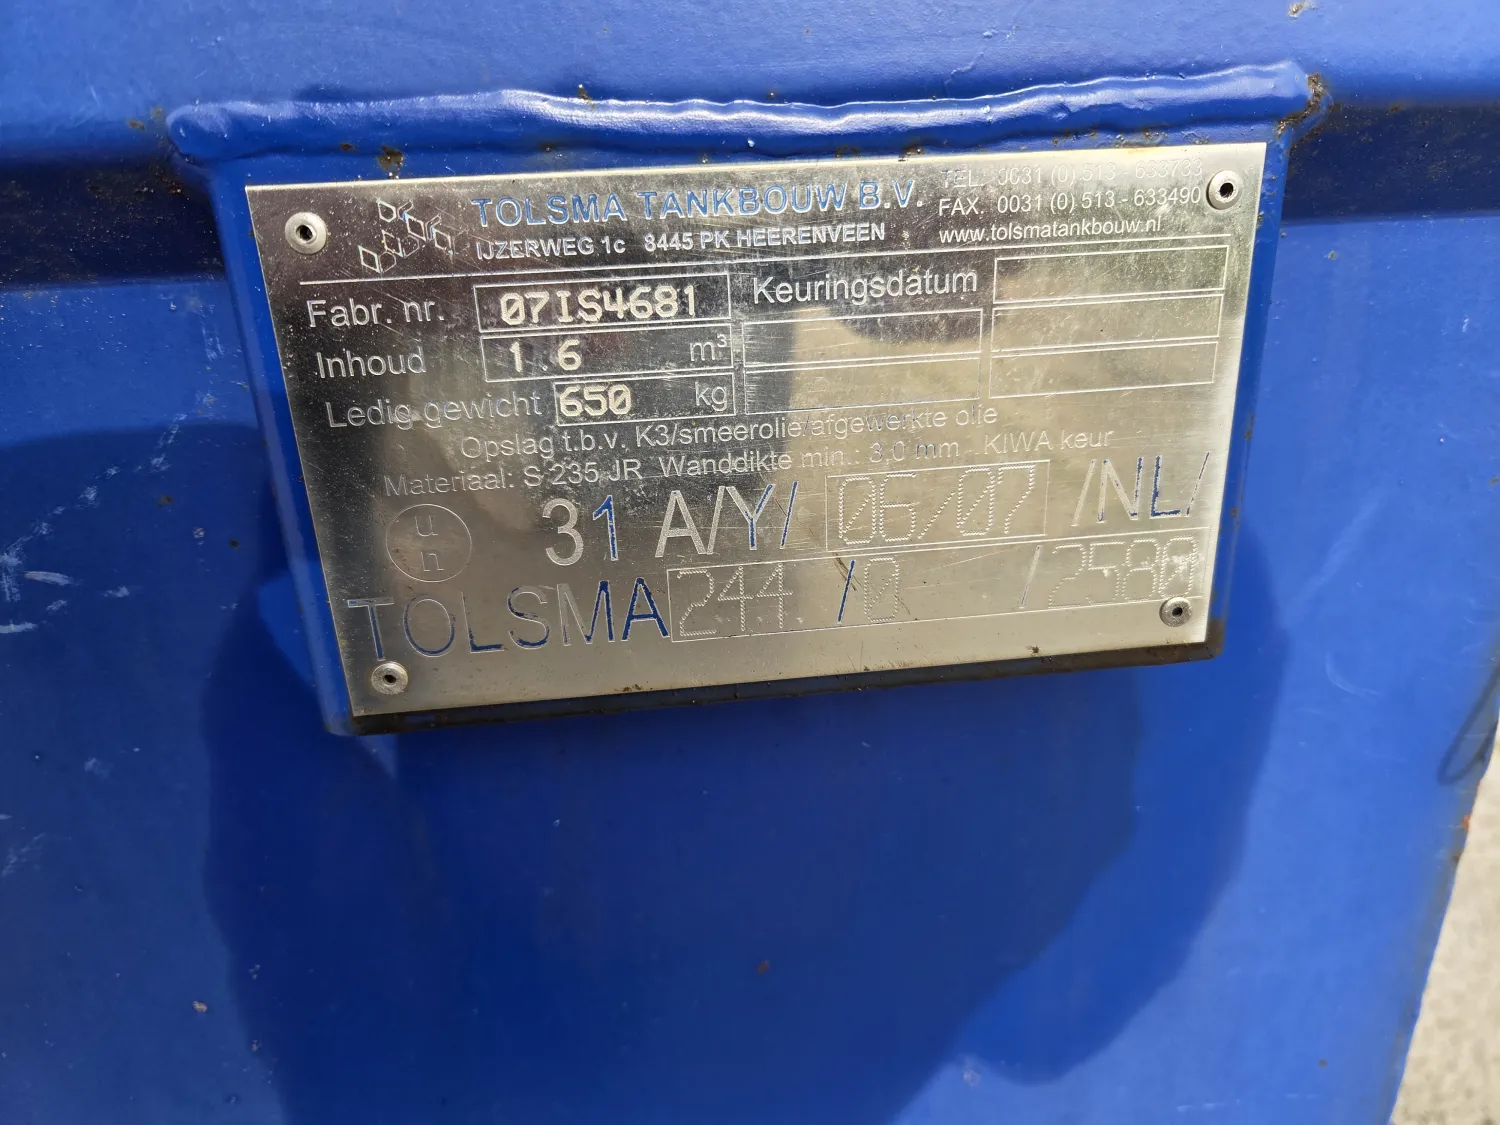 TOLSMA TANKBOUW B.V.
IJZERWEG 1c 8445 PK HEERENVEEN
TEL. 0031 (0) 513 - 633733
FAX. 0031 (0) 513 - 633490
www.tolsmatankbouw.nl
Fabr. nr. 07IS4681
Inhoud 1.6 m³
Ledig gewicht 650 kg
Keuringsdatum
Opslag t.b.v. K3/smeerolie/afgewerkte olie
Materiaal: S 235 JR Wanddikte min.: 3,0 mm KIWA keur
un 31 A/Y/ 06/07 /NL/
TOLSMA 244 /0 /2580